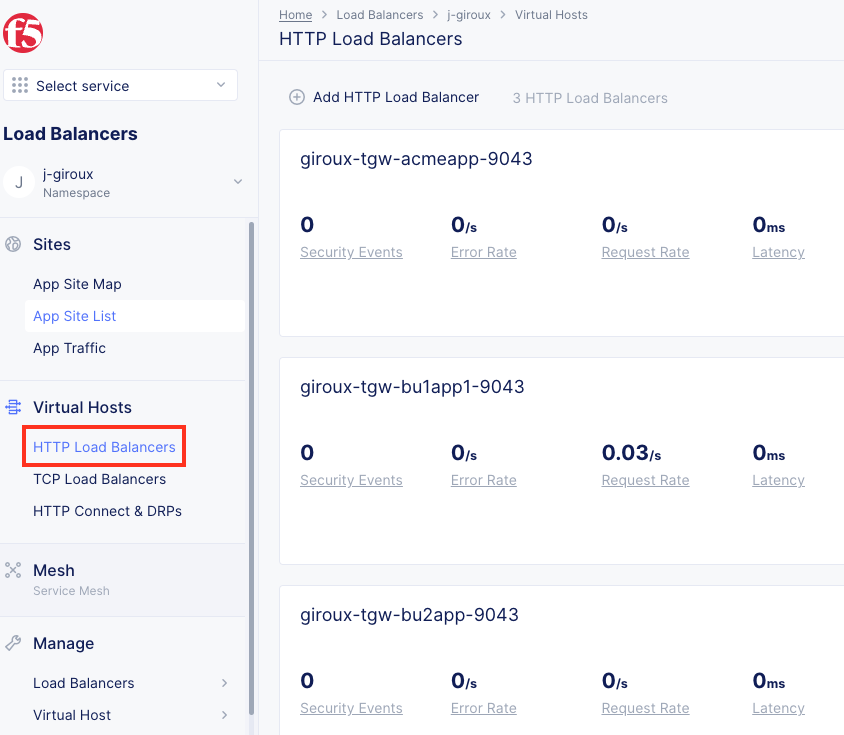 f5
Select service
Load Balancers
J
j-giroux
Namespace
Sites
App Site Map
App Site List
App Traffic
Virtual Hosts
HTTP Load Balancers
TCP Load Balancers
HTTP Connect & DRPs
Mesh
Service Mesh
Manage
Load Balancers
Virtual Host
Home > Load Balancers > j-giroux > Virtual Hosts
HTTP Load Balancers
Add HTTP Load Balancer 3 HTTP Load Balancers
giroux-tgw-acmeapp-9043
0 0/s 0/s 0ms
Security Events Error Rate Request Rate Latency
giroux-tgw-bu1app1-9043
0 0/s 0.03/s 0ms
Security Events Error Rate Request Rate Latency
giroux-tgw-bu2app-9043
0 0/s 0/s 0ms
Security Events Error Rate Request Rate Latency